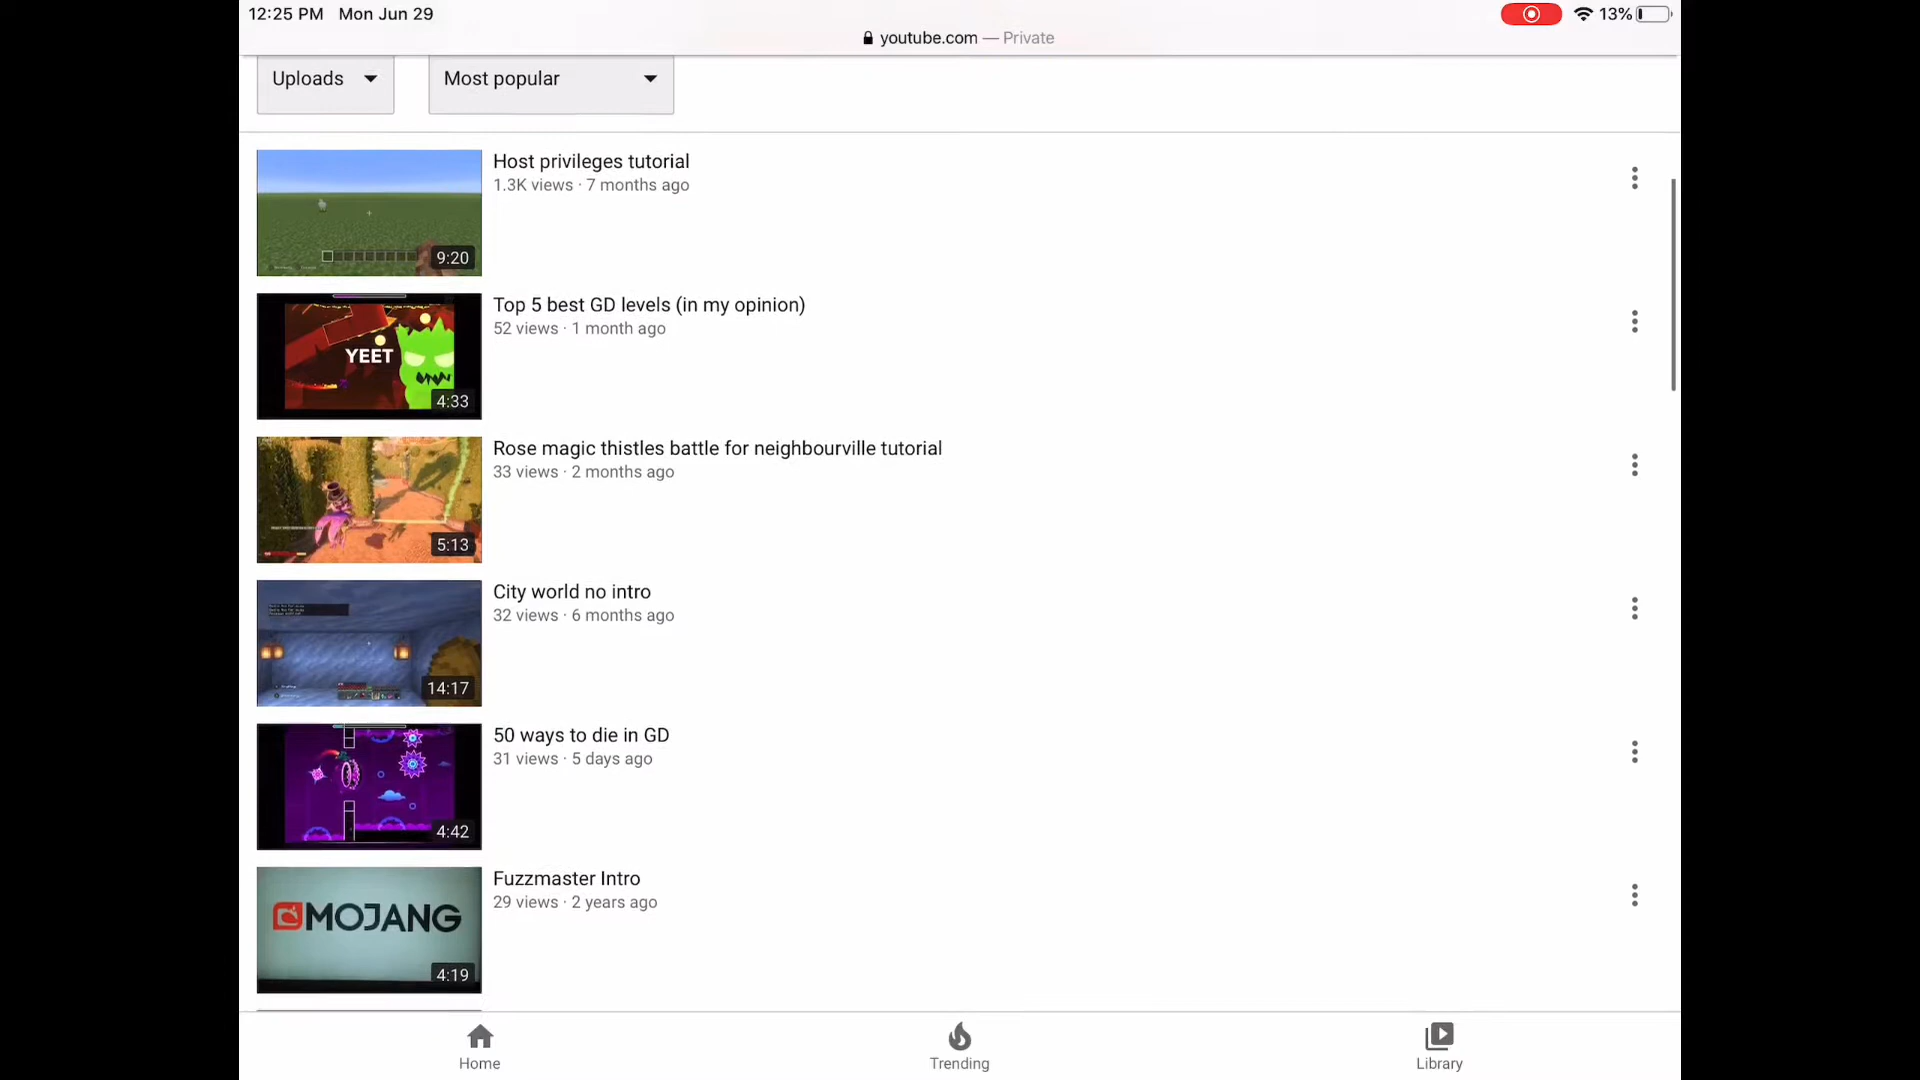 12:25 PM Mon Jun 29
13%
youtube.com — Private
Uploads
Most popular
Host privileges tutorial
1.3K views · 7 months ago
9:20
Top 5 best GD levels (in my opinion)
52 views · 1 month ago
YEET
4:33
Rose magic thistles battle for neighbourville tutorial
33 views · 2 months ago
5:13
City world no intro
32 views · 6 months ago
14:17
50 ways to die in GD
31 views · 5 days ago
4:42
Fuzzmaster Intro
29 views · 2 years ago
MOJANG
4:19
Home
Trending
Library